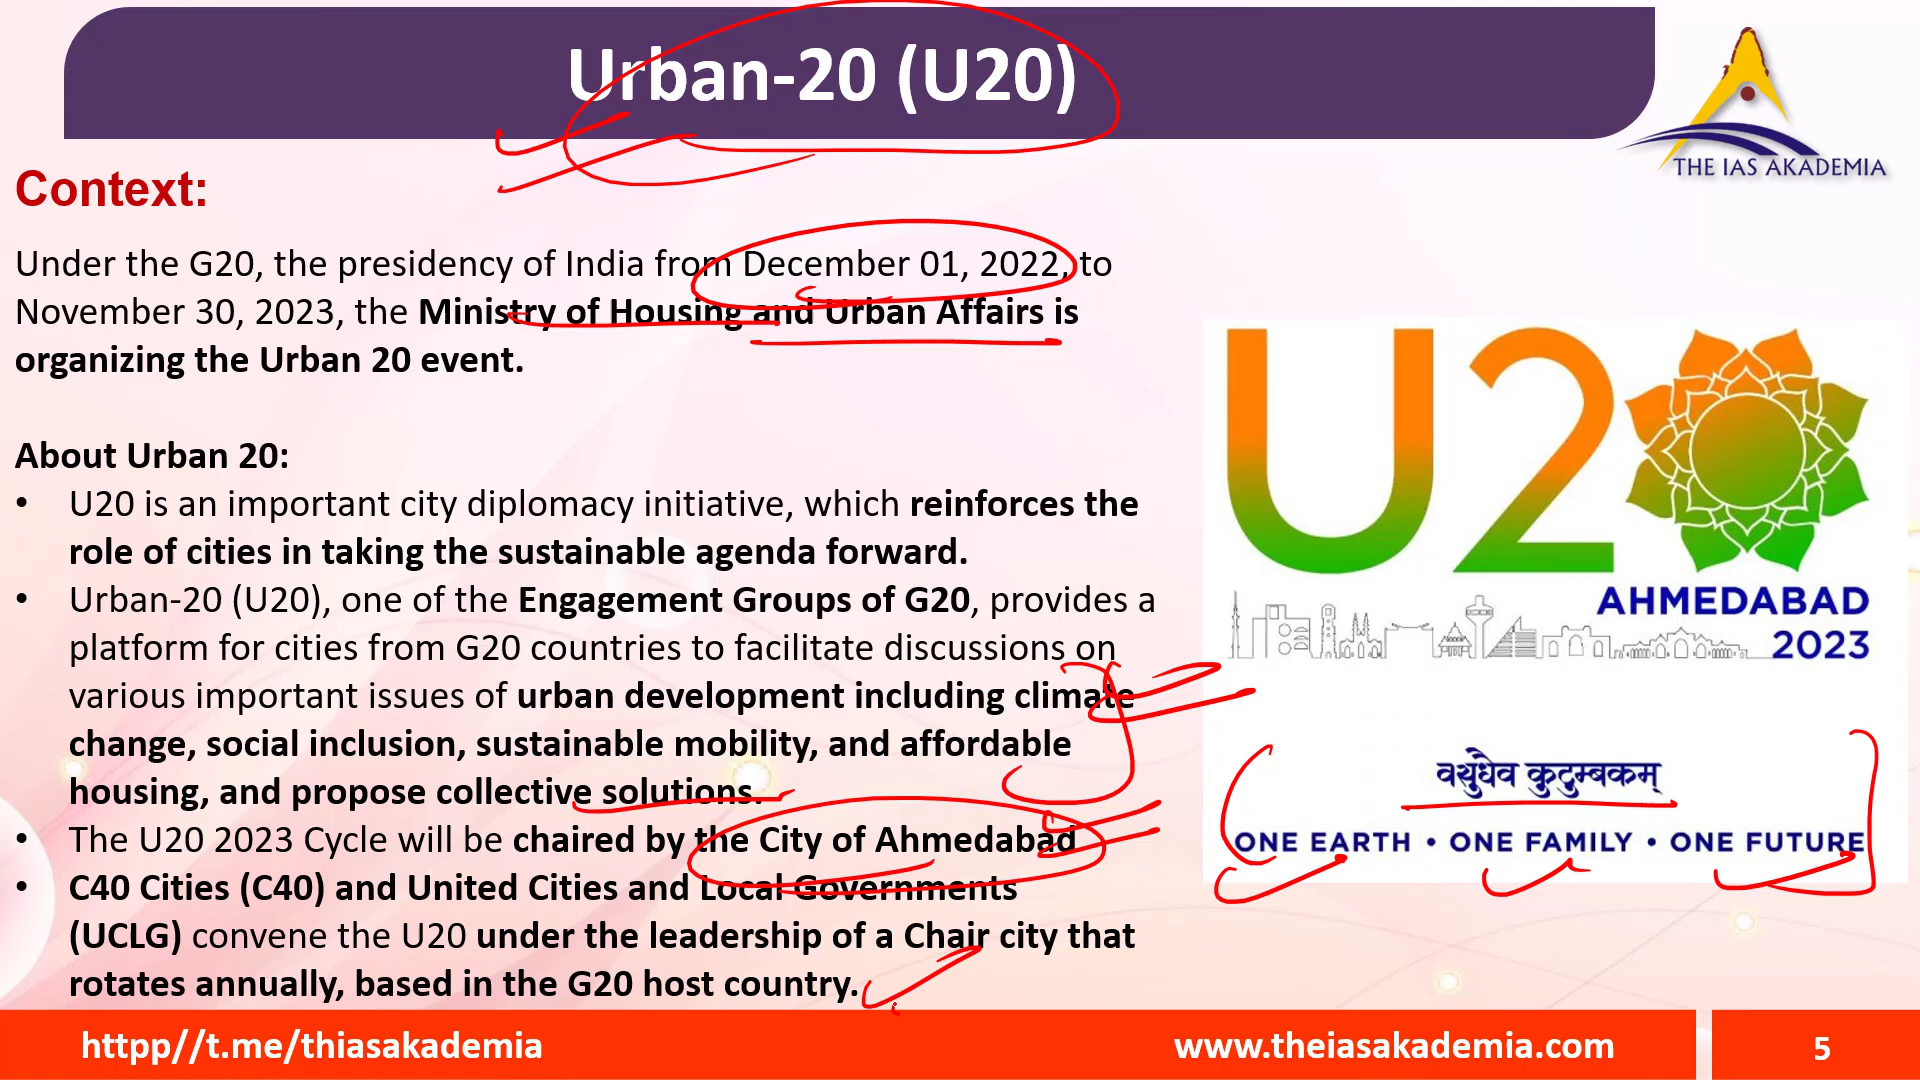 Urban-20 (U20)
THE IAS AKADEMIA
Context:
Under the G20, the presidency of India from December 01, 2022, to
November 30, 2023, the Ministry of Housing and Urban Affairs is
organizing the Urban 20 event.
About Urban 20:
• U20 is an important city diplomacy initiative, which reinforces the
role of cities in taking the sustainable agenda forward.
• Urban-20 (U20), one of the Engagement Groups of G20, provides a
platform for cities from G20 countries to facilitate discussions on
various important issues of urban development including climate
change, social inclusion, sustainable mobility, and affordable
housing, and propose collective solutions.
• The U20 2023 Cycle will be chaired by the City of Ahmedabad
• C40 Cities (C40) and United Cities and Local Governments
(UCLG) convene the U20 under the leadership of a Chair city that
rotates annually, based in the G20 host country.
U20
AHMEDABAD
2023
वसुधैव कुटुम्बकम्
ONE EARTH • ONE FAMILY • ONE FUTURE
httpp//t.me/thiasakademia
www.theiasakademia.com
5